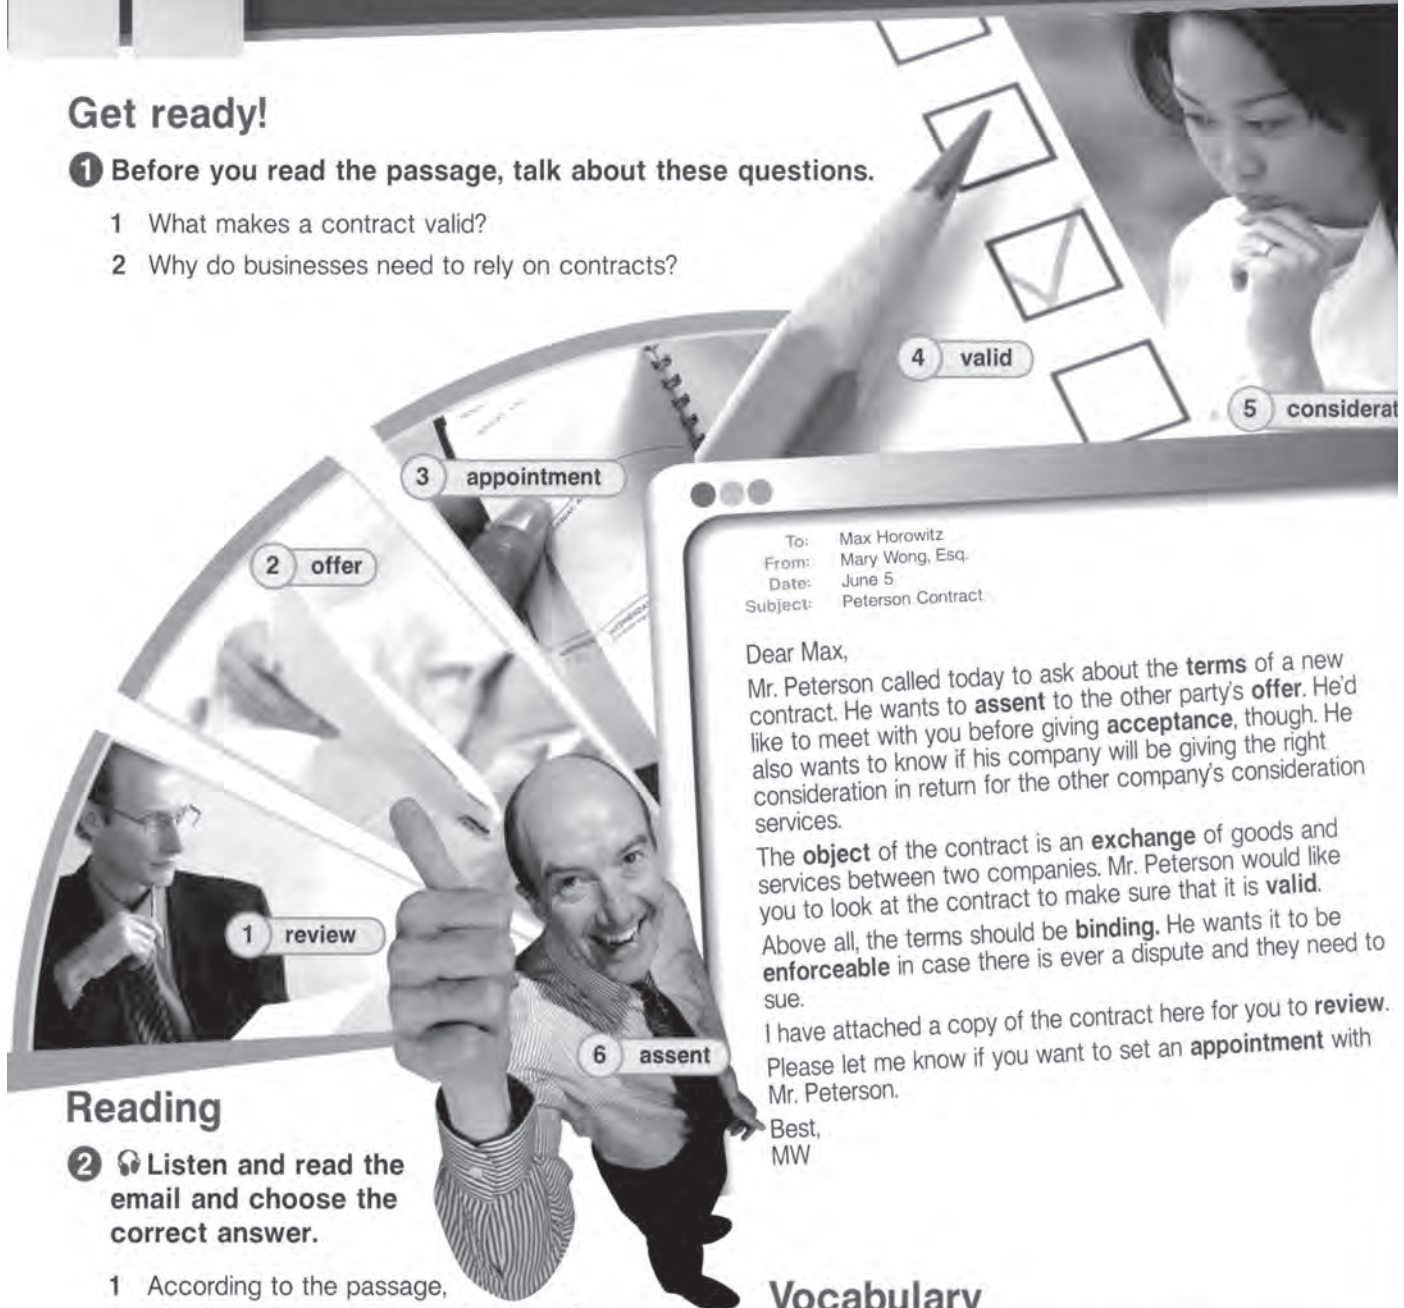 Get ready!
1 Before you read the passage, talk about these questions.
1 What makes a contract valid?
2 Why do businesses need to rely on contracts?
4 valid
5 considerat
3 appointment
2 offer
1 review
6 assent
To: Max Horowitz
From: Mary Wong, Esq.
Date: June 5
Subject: Peterson Contract
Dear Max,
Mr. Peterson called today to ask about the terms of a new
contract. He wants to assent to the other party's offer. He'd
like to meet with you before giving acceptance, though. He
also wants to know if his company will be giving the right
consideration in return for the other company's consideration
services.
The object of the contract is an exchange of goods and
services between two companies. Mr. Peterson would like
you to look at the contract to make sure that it is valid.
Above all, the terms should be binding. He wants it to be
enforceable in case there is ever a dispute and they need to
sue.
I have attached a copy of the contract here for you to review.
Please let me know if you want to set an appointment with
Mr. Peterson.
Best,
MW
Reading
2 Listen and read the
email and choose the
correct answer.
1 According to the passage,
Vocabulary